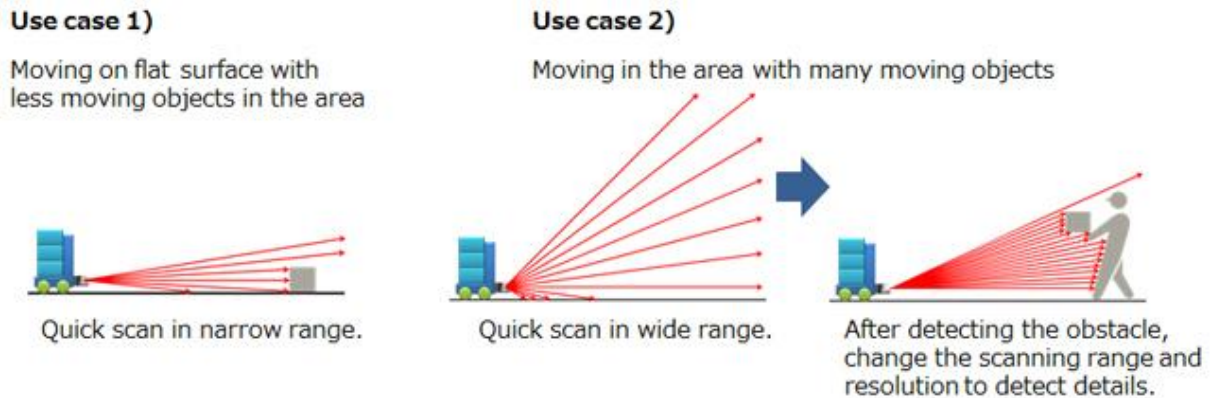 Use case 1)
Moving on flat surface with
less moving objects in the area
Quick scan in narrow range.
Use case 2)
Moving in the area with many moving objects
Quick scan in wide range.
After detecting the obstacle,
change the scanning range and
resolution to detect details.